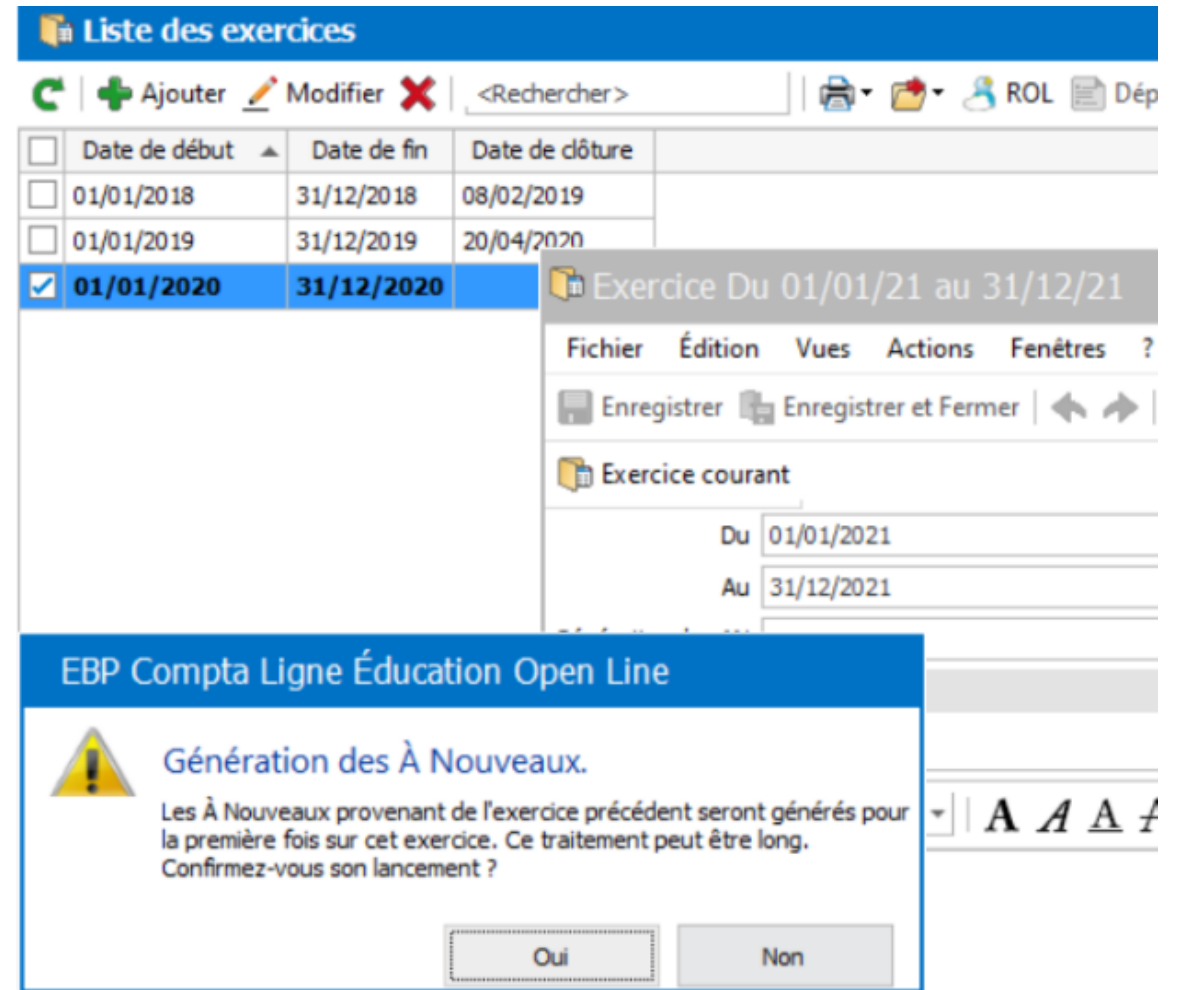 Liste des exercices
Ajouter Modifier <Rechercher> ROL Dép
Date de début Date de fin Date de clôture
01/01/2018 31/12/2018 08/02/2019
01/01/2019 31/12/2019 20/04/2020
01/01/2020 31/12/2020
Exercice Du 01/01/21 au 31/12/21
Fichier Édition Vues Actions Fenêtres ?
Enregistrer Enregistrer et Fermer
Exercice courant
Du 01/01/2021
Au 31/12/2021
EBP Compta Ligne Éducation Open Line
Génération des À Nouveaux.
Les À Nouveaux provenant de l'exercice précédent seront générés pour
la première fois sur cet exercice. Ce traitement peut être long.
Confirmez-vous son lancement ?
A A A A
Oui Non